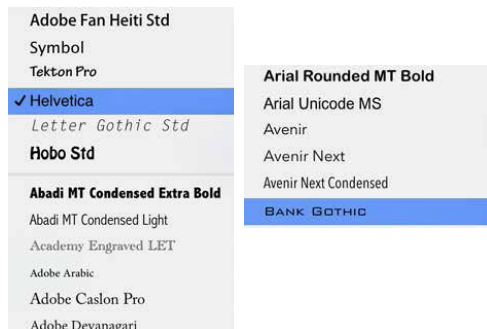 Adobe Fan Heiti Std
Symbol
Tekton Pro
✓ Helvetica
Letter Gothic Std
Hobo Std
Abadi MT Condensed Extra Bold
Abadi MT Condensed Light
Academy Engraved LET
Adobe Arabic
Adobe Caslon Pro
Adobe Devanagari
Arial Rounded MT Bold
Arial Unicode MS
Avenir
Avenir Next
Avenir Next Condensed
Bank Gothic